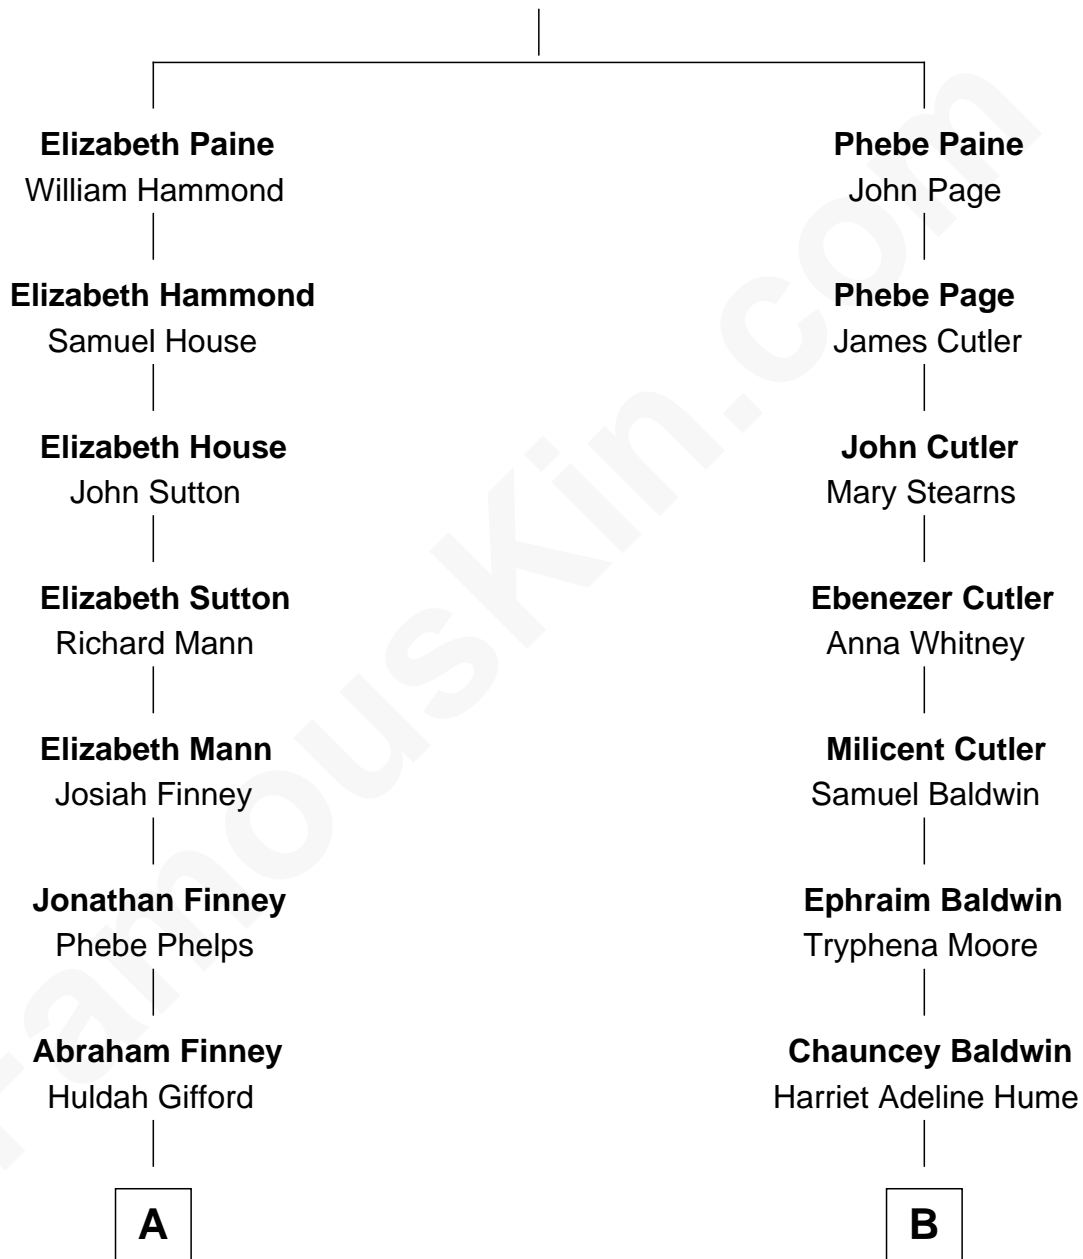 Elizabeth Paine
William Hammond
Elizabeth Hammond
Samuel House
Elizabeth House
John Sutton
Elizabeth Sutton
Richard Mann
Elizabeth Mann
Josiah Finney
Jonathan Finney
Phebe Phelps
Abraham Finney
Huldah Gifford
A
Phebe Paine
John Page
Phebe Page
James Cutler
John Cutler
Mary Stearns
Ebenezer Cutler
Anna Whitney
Milicent Cutler
Samuel Baldwin
Ephraim Baldwin
Tryphena Moore
Chauncey Baldwin
Harriet Adeline Hume
B
FamousKin.com